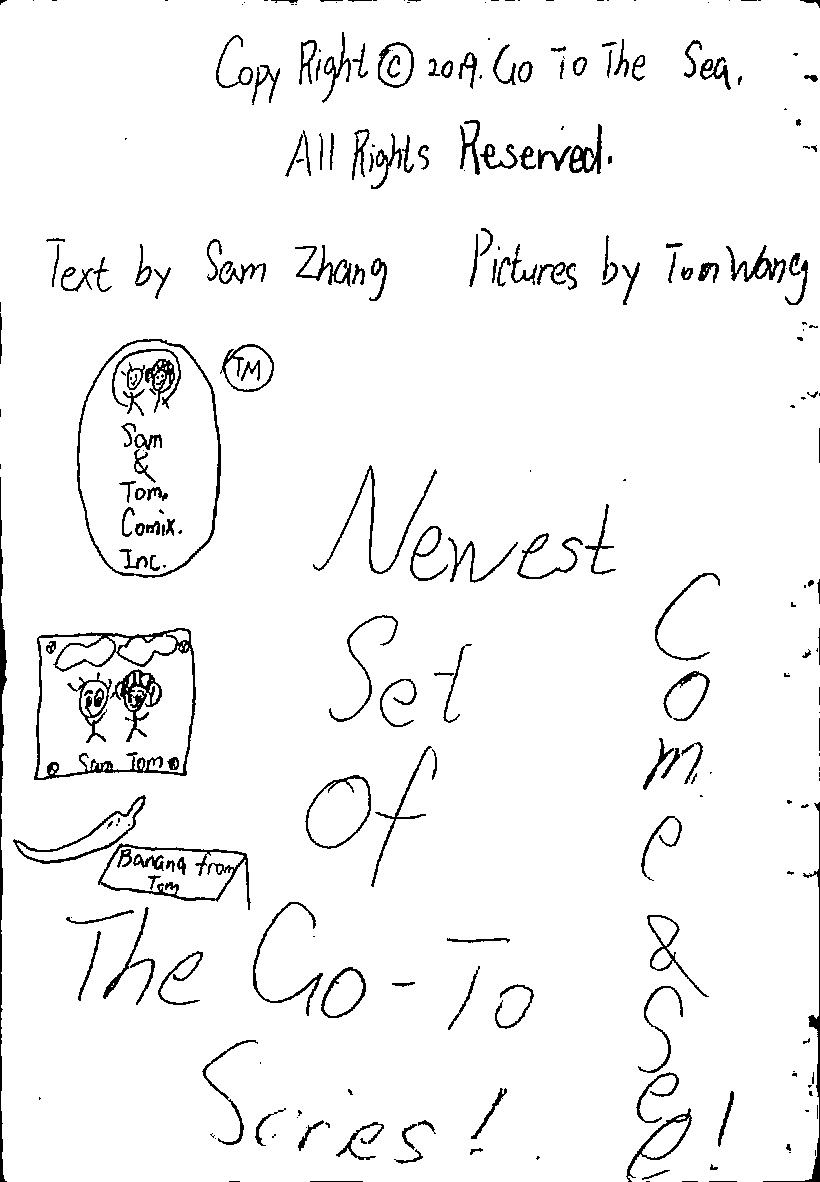 Copy Right © 2019. Go To The Sea.
All Rights Reserved.
Text by Sam Zhang Pictures by Tom Wang
TM
Sam
&
Tom.
Comix.
Inc.
Newest
Set
Of
The Go-To
Series!
Sam Tom
Banana from
Tom
Come & See!